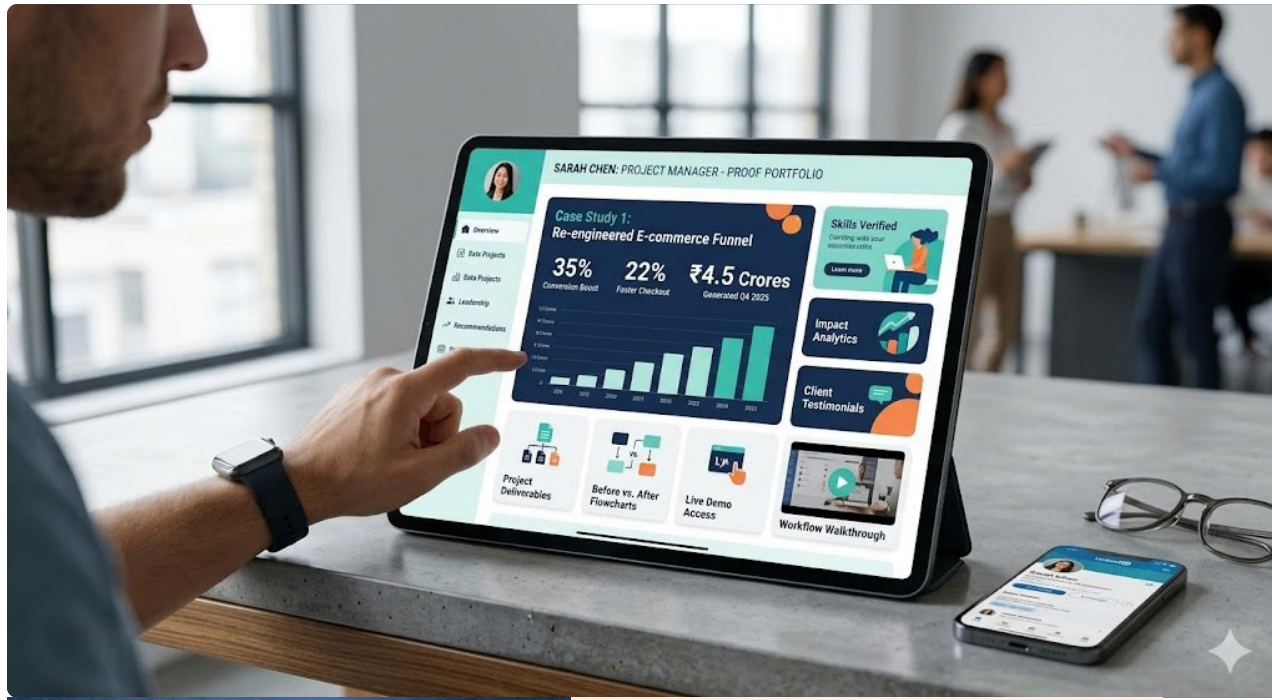 SARAH CHEN: PROJECT MANAGER - PROOF PORTFOLIO
Overview
Data Projects
Data Projects
Leadership
Recommendations
Case Study 1:
Re-engineered E-commerce Funnel
35%
Conversion Boost
22%
Faster Checkout
₹4.5 Crores
Generated Q4 2025
Skills Verified
Learn more
Impact
Analytics
Client
Testimonials
Project
Deliverables
Before vs. After
Flowcharts
VS.
Live Demo
Access
Workflow Walkthrough